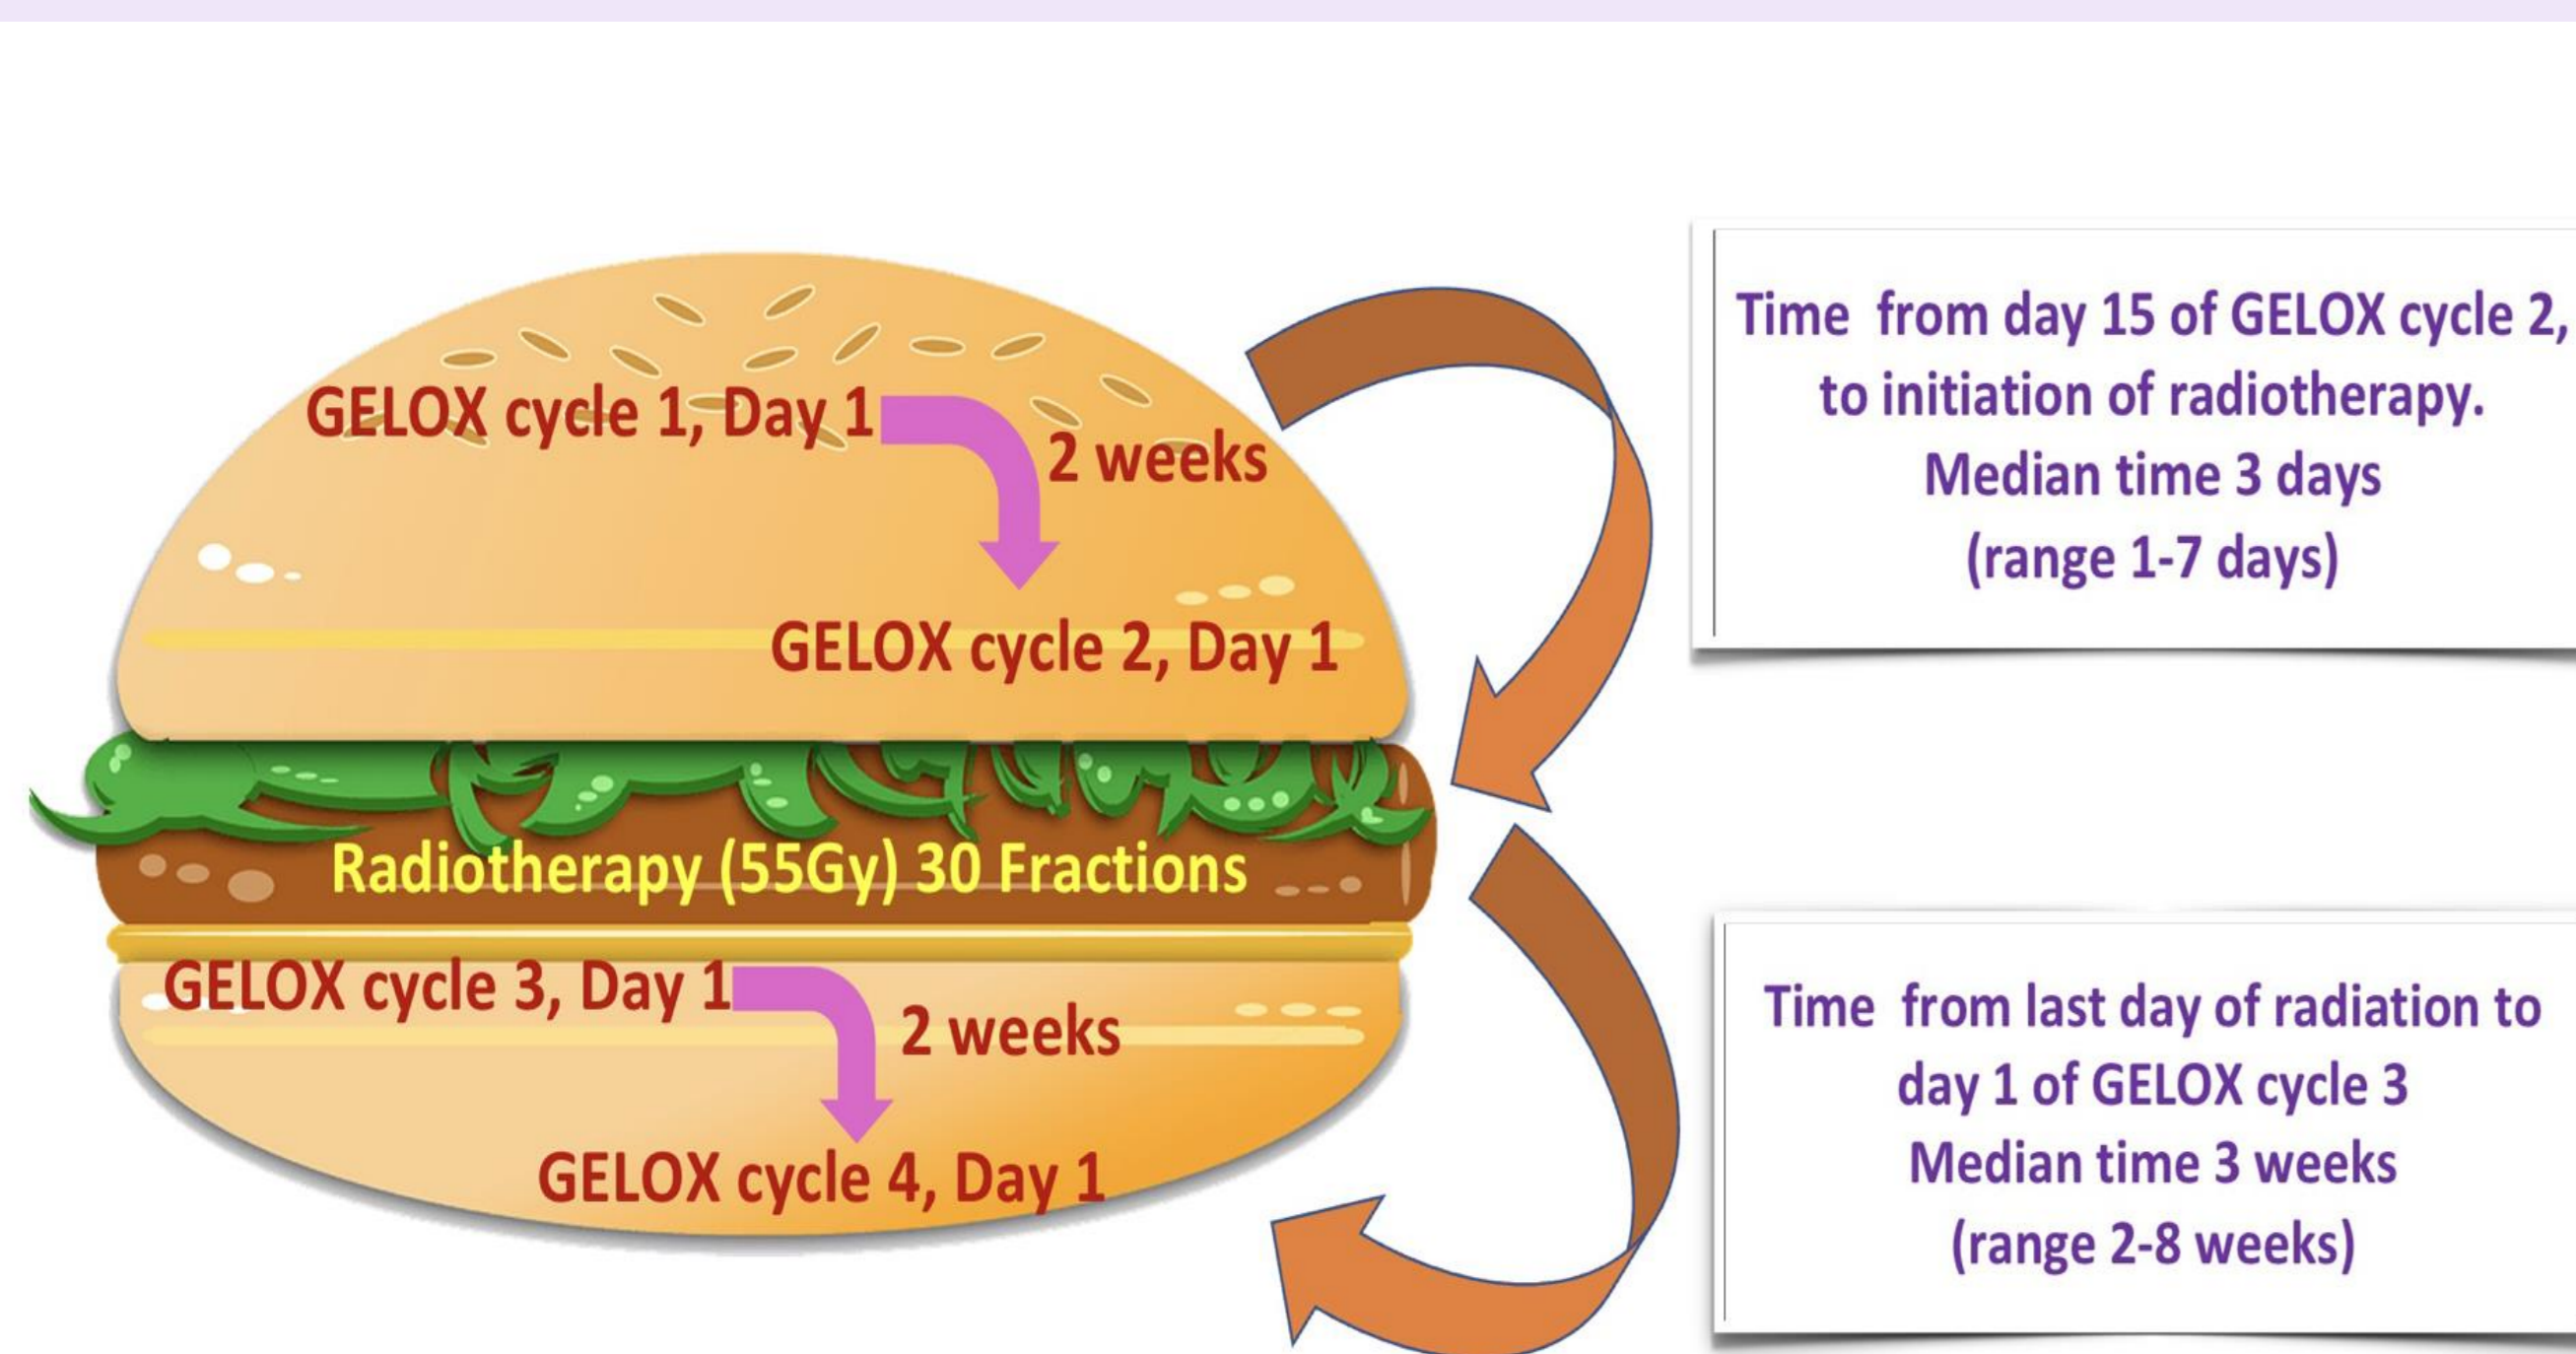 GELOX cycle 1, Day 1
2 weeks
GELOX cycle 2, Day 1
Radiotherapy (55Gy) 30 Fractions
GELOX cycle 3, Day 1
2 weeks
GELOX cycle 4, Day 1
Time from day 15 of GELOX cycle 2,
to initiation of radiotherapy.
Median time 3 days
(range 1-7 days)
Time from last day of radiation to
day 1 of GELOX cycle 3
Median time 3 weeks
(range 2-8 weeks)